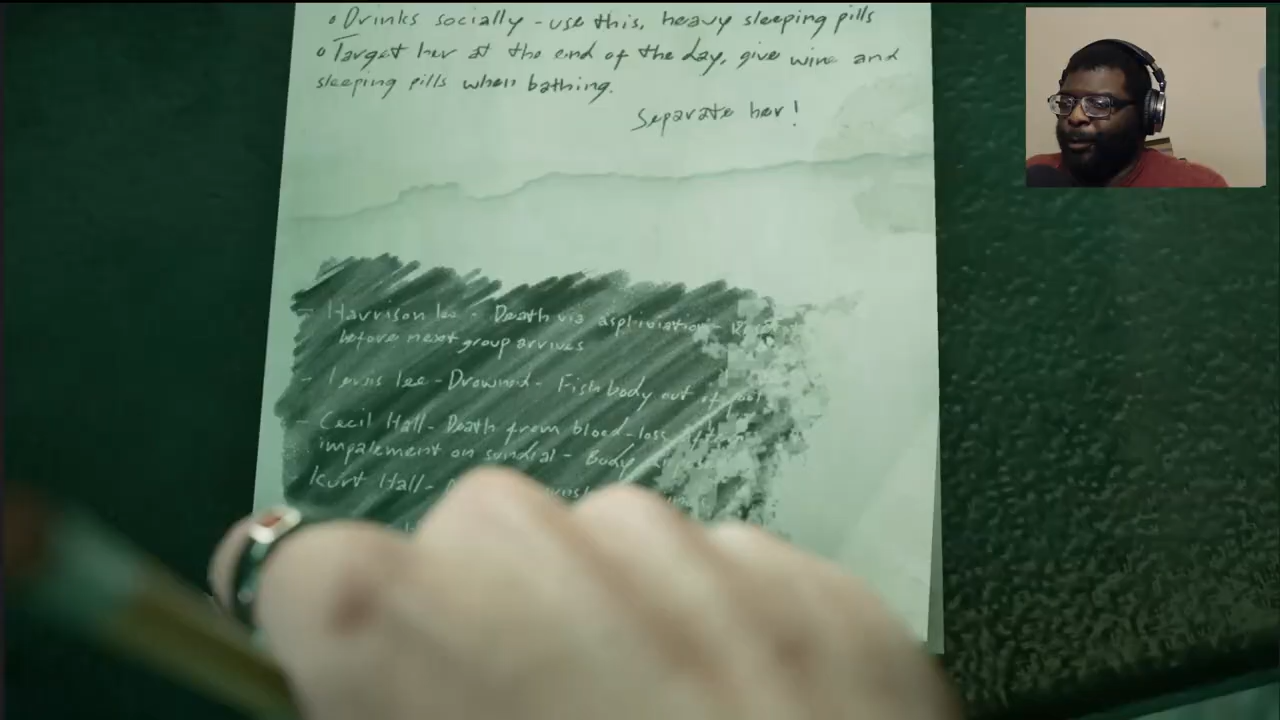 Drinks socially - use this, heavy sleeping pills
Target her at the end of the day, give wine and
sleeping pills when bathing.
Separate her!
- Harrison Lee - Death via asphixiation -
before next group arrives
- Lewis Lee - Drowned - Fish body out of pool
- Cecil Hall - Death from blood-loss after
impalement on sundial - Body
- Kurt Hall -